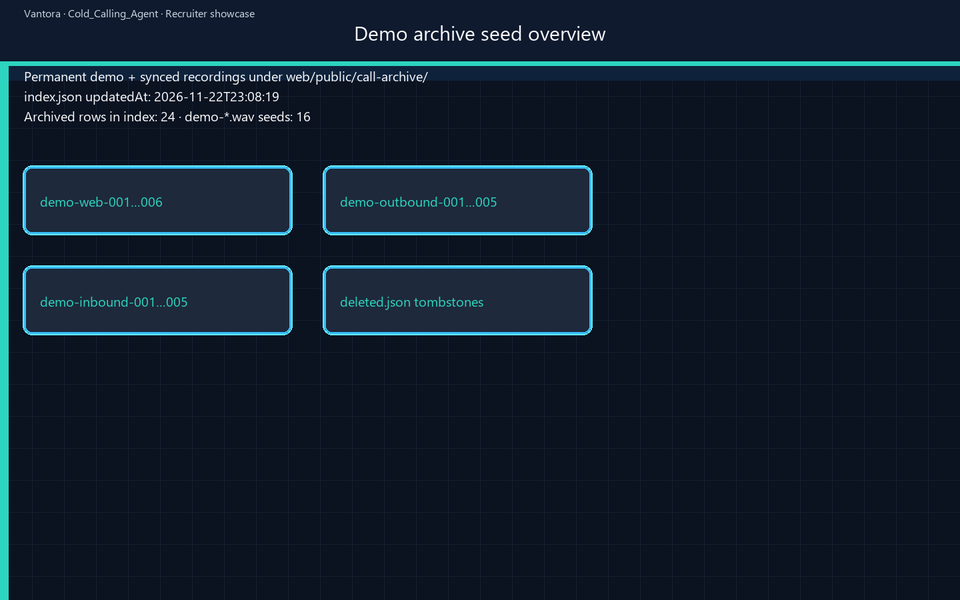 Vantora · Cold_Calling_Agent · Recruiter showcase
Demo archive seed overview
Permanent demo + synced recordings under web/public/call-archive/
index.json updatedAt: 2026-11-22T23:08:19
Archived rows in index: 24 · demo-*.wav seeds: 16
demo-web-001…006
demo-outbound-001…005
demo-inbound-001…005
deleted.json tombstones